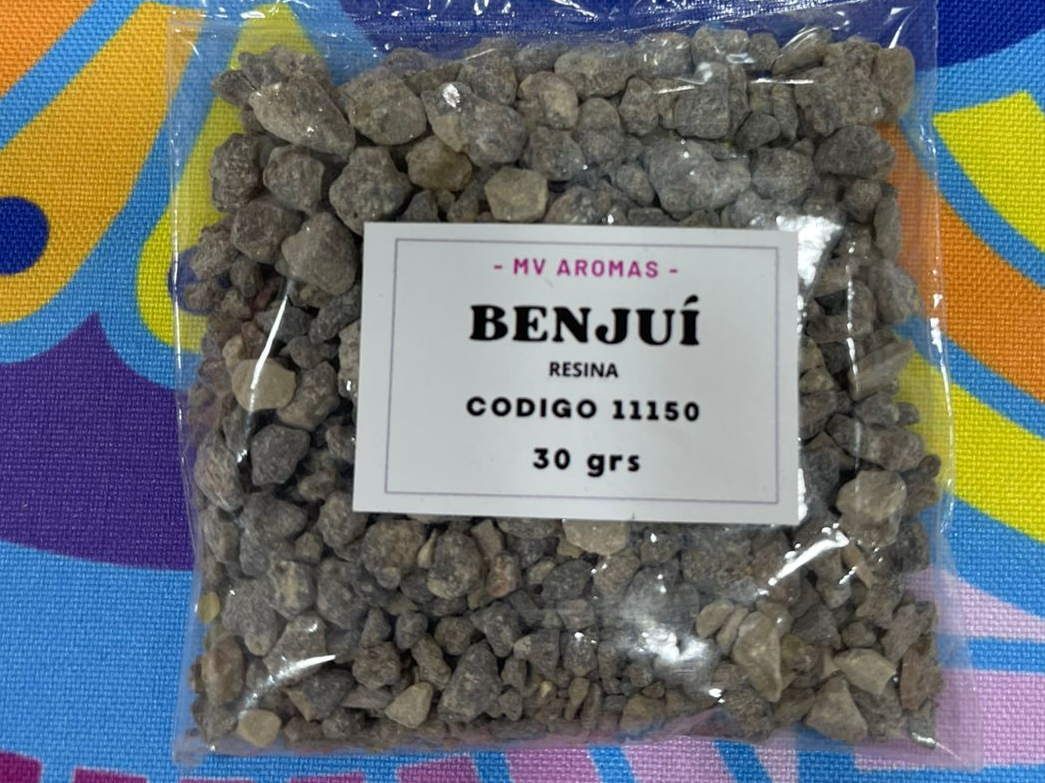 - MV AROMAS -
BENJUÍ
RESINA
CODIGO 11150
30 grs